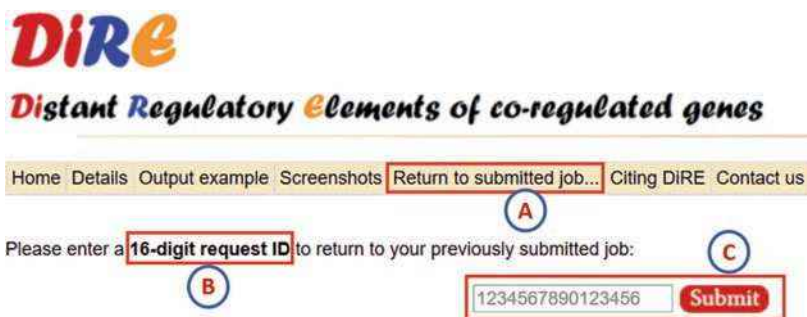 DiRE
Distant Regulatory Elements of co-regulated genes
Home Details Output example Screenshots Return to submitted job... Citing DiRE Contact us
A
Please enter a 16-digit request ID to return to your previously submitted job:
B
C
1234567890123456 Submit